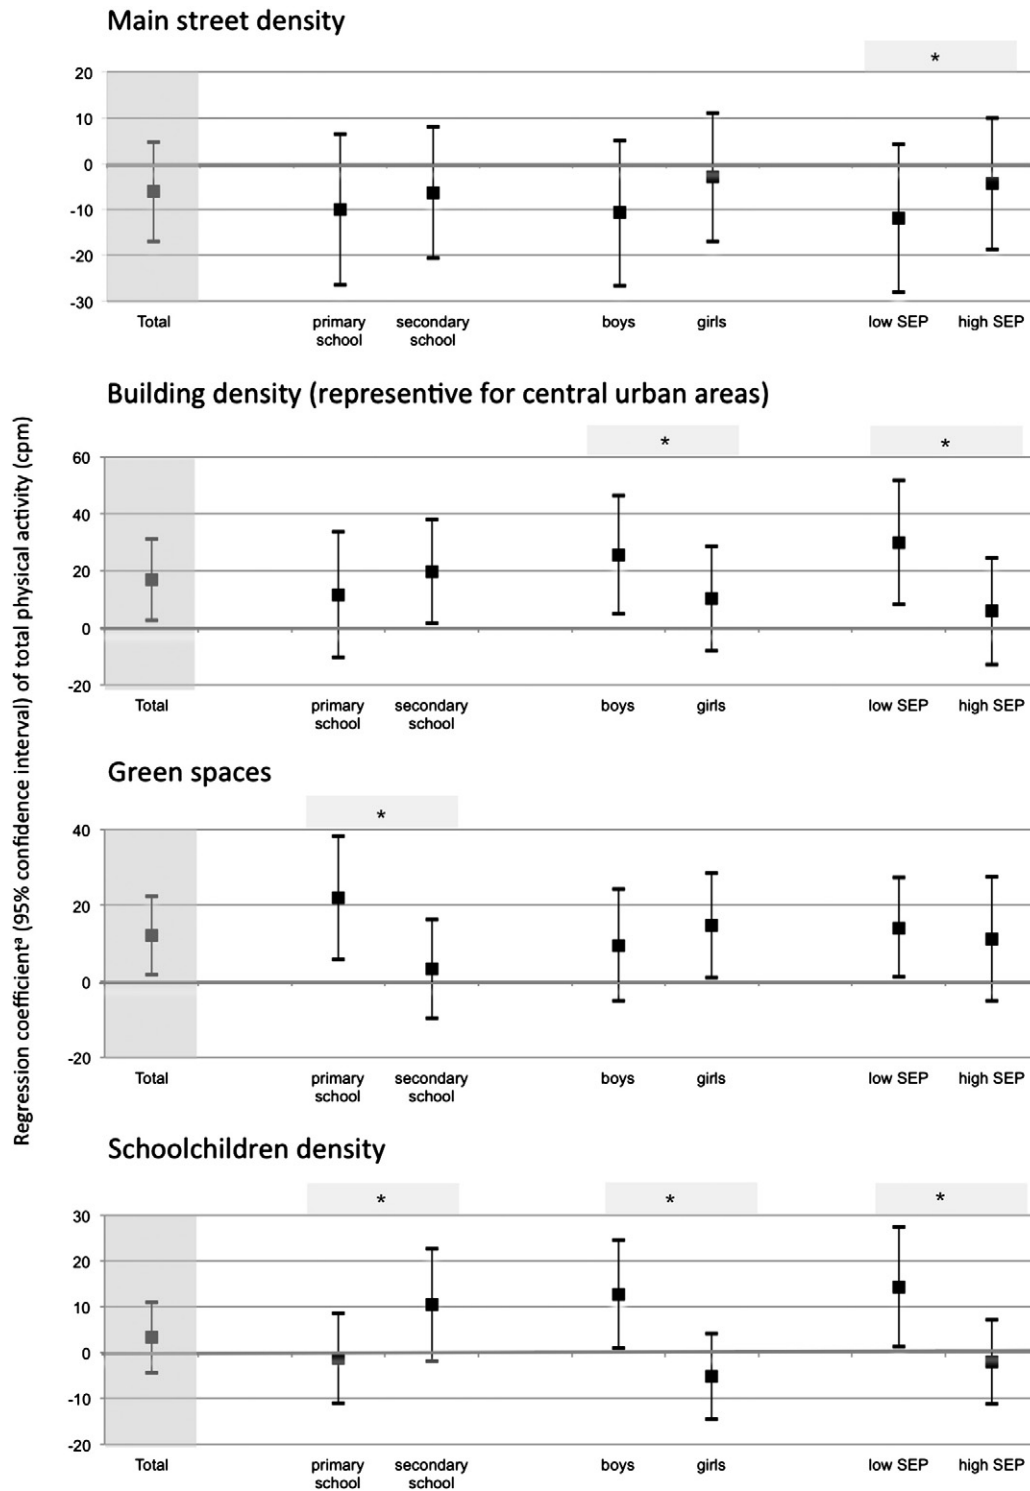 Main street density
*
20
10
0
-10
-20
-30
Total
primary
school
secondary
school
boys
girls
low SEP
high SEP
Building density (representive for central urban areas)
*
*
60
40
20
0
-20
Total
primary
school
secondary
school
boys
girls
low SEP
high SEP
Regression coefficientª (95% confidence interval) of total physical activity (cpm)
Green spaces
*
40
20
0
-20
Total
primary
school
secondary
school
boys
girls
low SEP
high SEP
Schoolchildren density
*
*
*
30
20
10
0
-10
-20
Total
primary
school
secondary
school
boys
girls
low SEP
high SEP